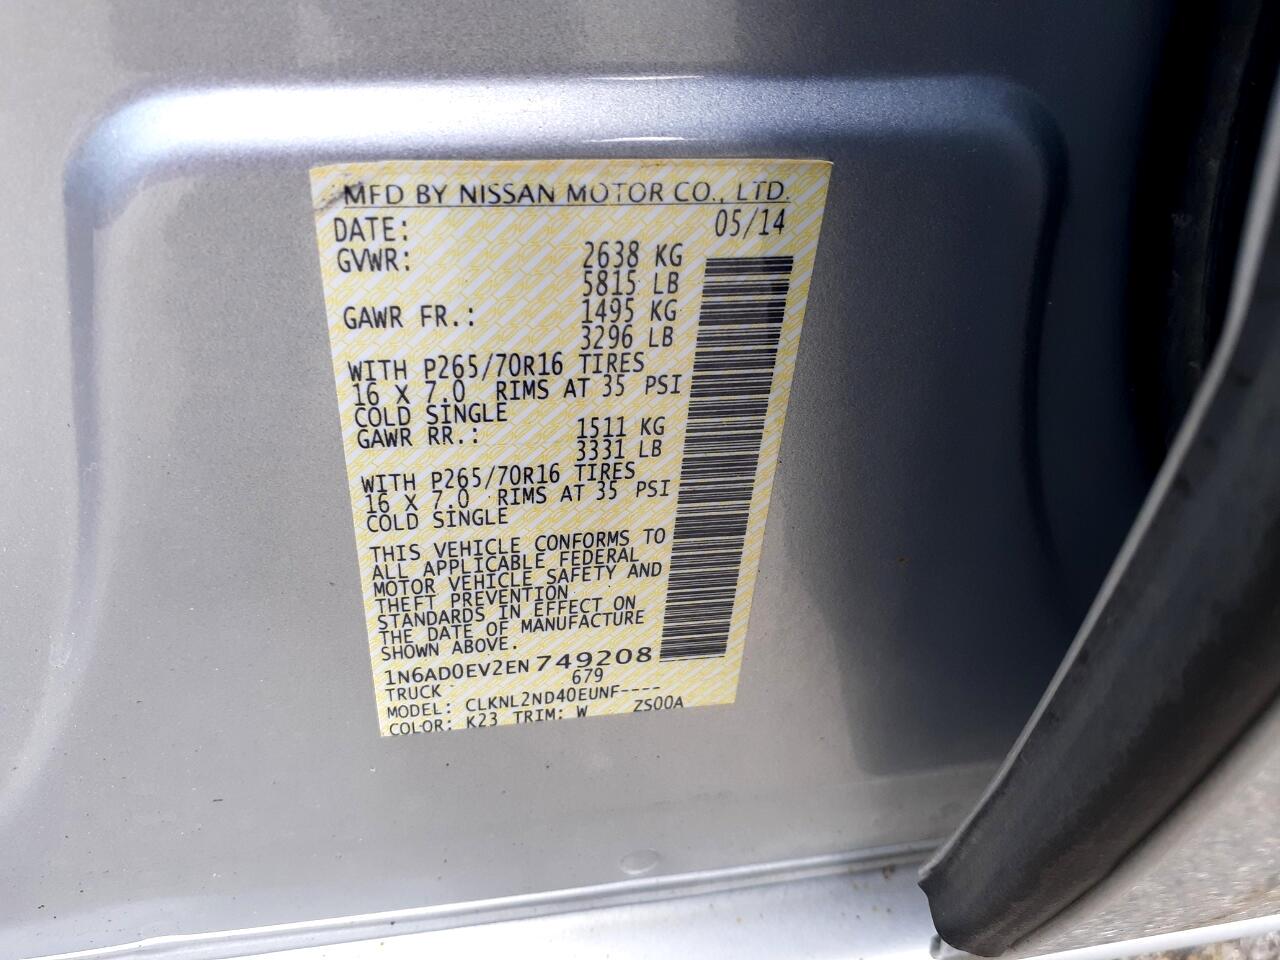 MFD BY NISSAN MOTOR CO., LTD.
DATE: 05/14
GVWR: 2638 KG
5815 LB
GAWR FR.: 1495 KG
3296 LB
WITH P265/70R16 TIRES
16 X 7.0 RIMS AT 35 PSI
COLD SINGLE
GAWR RR.: 1511 KG
3331 LB
WITH P265/70R16 TIRES
16 X 7.0 RIMS AT 35 PSI
COLD SINGLE
THIS VEHICLE CONFORMS TO
ALL APPLICABLE FEDERAL
MOTOR VEHICLE SAFETY AND
THEFT PREVENTION
STANDARDS IN EFFECT ON
THE DATE OF MANUFACTURE
SHOWN ABOVE.
1N6AD0EV2EN 749208
TRUCK 679
MODEL: CLKNL2ND40EUNF----
COLOR: K23 TRIM: W ZS00A